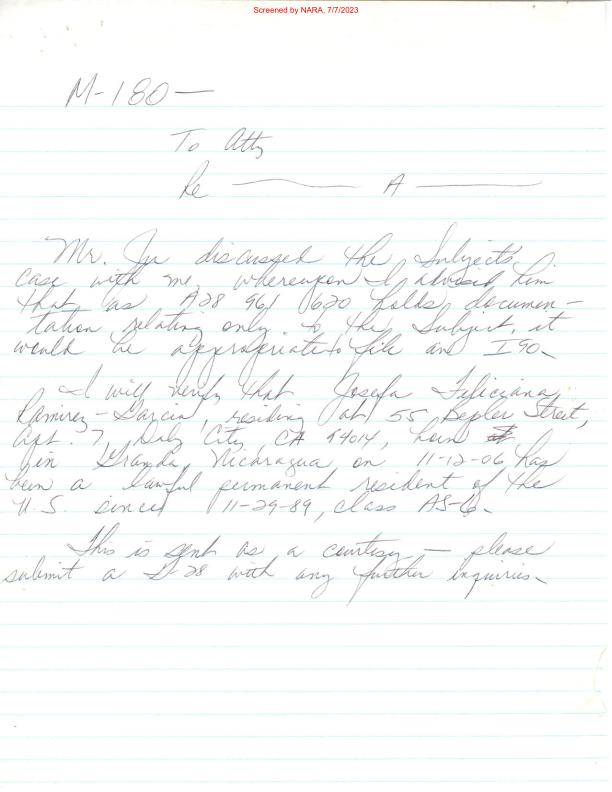 Screened by NARA, 7/7/2023
M-180—
To Atty
Re ——— A ———
Mr. Ju discussed the Subject's
case with me, whereupon I advised him
that as A28 961 620 holds documen-
tation relating only to the Subject, it
would be appropriate to file an I90.
I will verify that Josefa Feliciana
Ramirez-Garcia, residing at 55 Bepler Street,
Apt. 7, Daly City, CA 94014, born
in Granda, Nicaragua on 11-12-06 has
been a lawful permanent resident of the
U.S. since 11-29-89, class AS-6.
This is sent as a courtesy — please
submit a G-28 with any further inquiries.